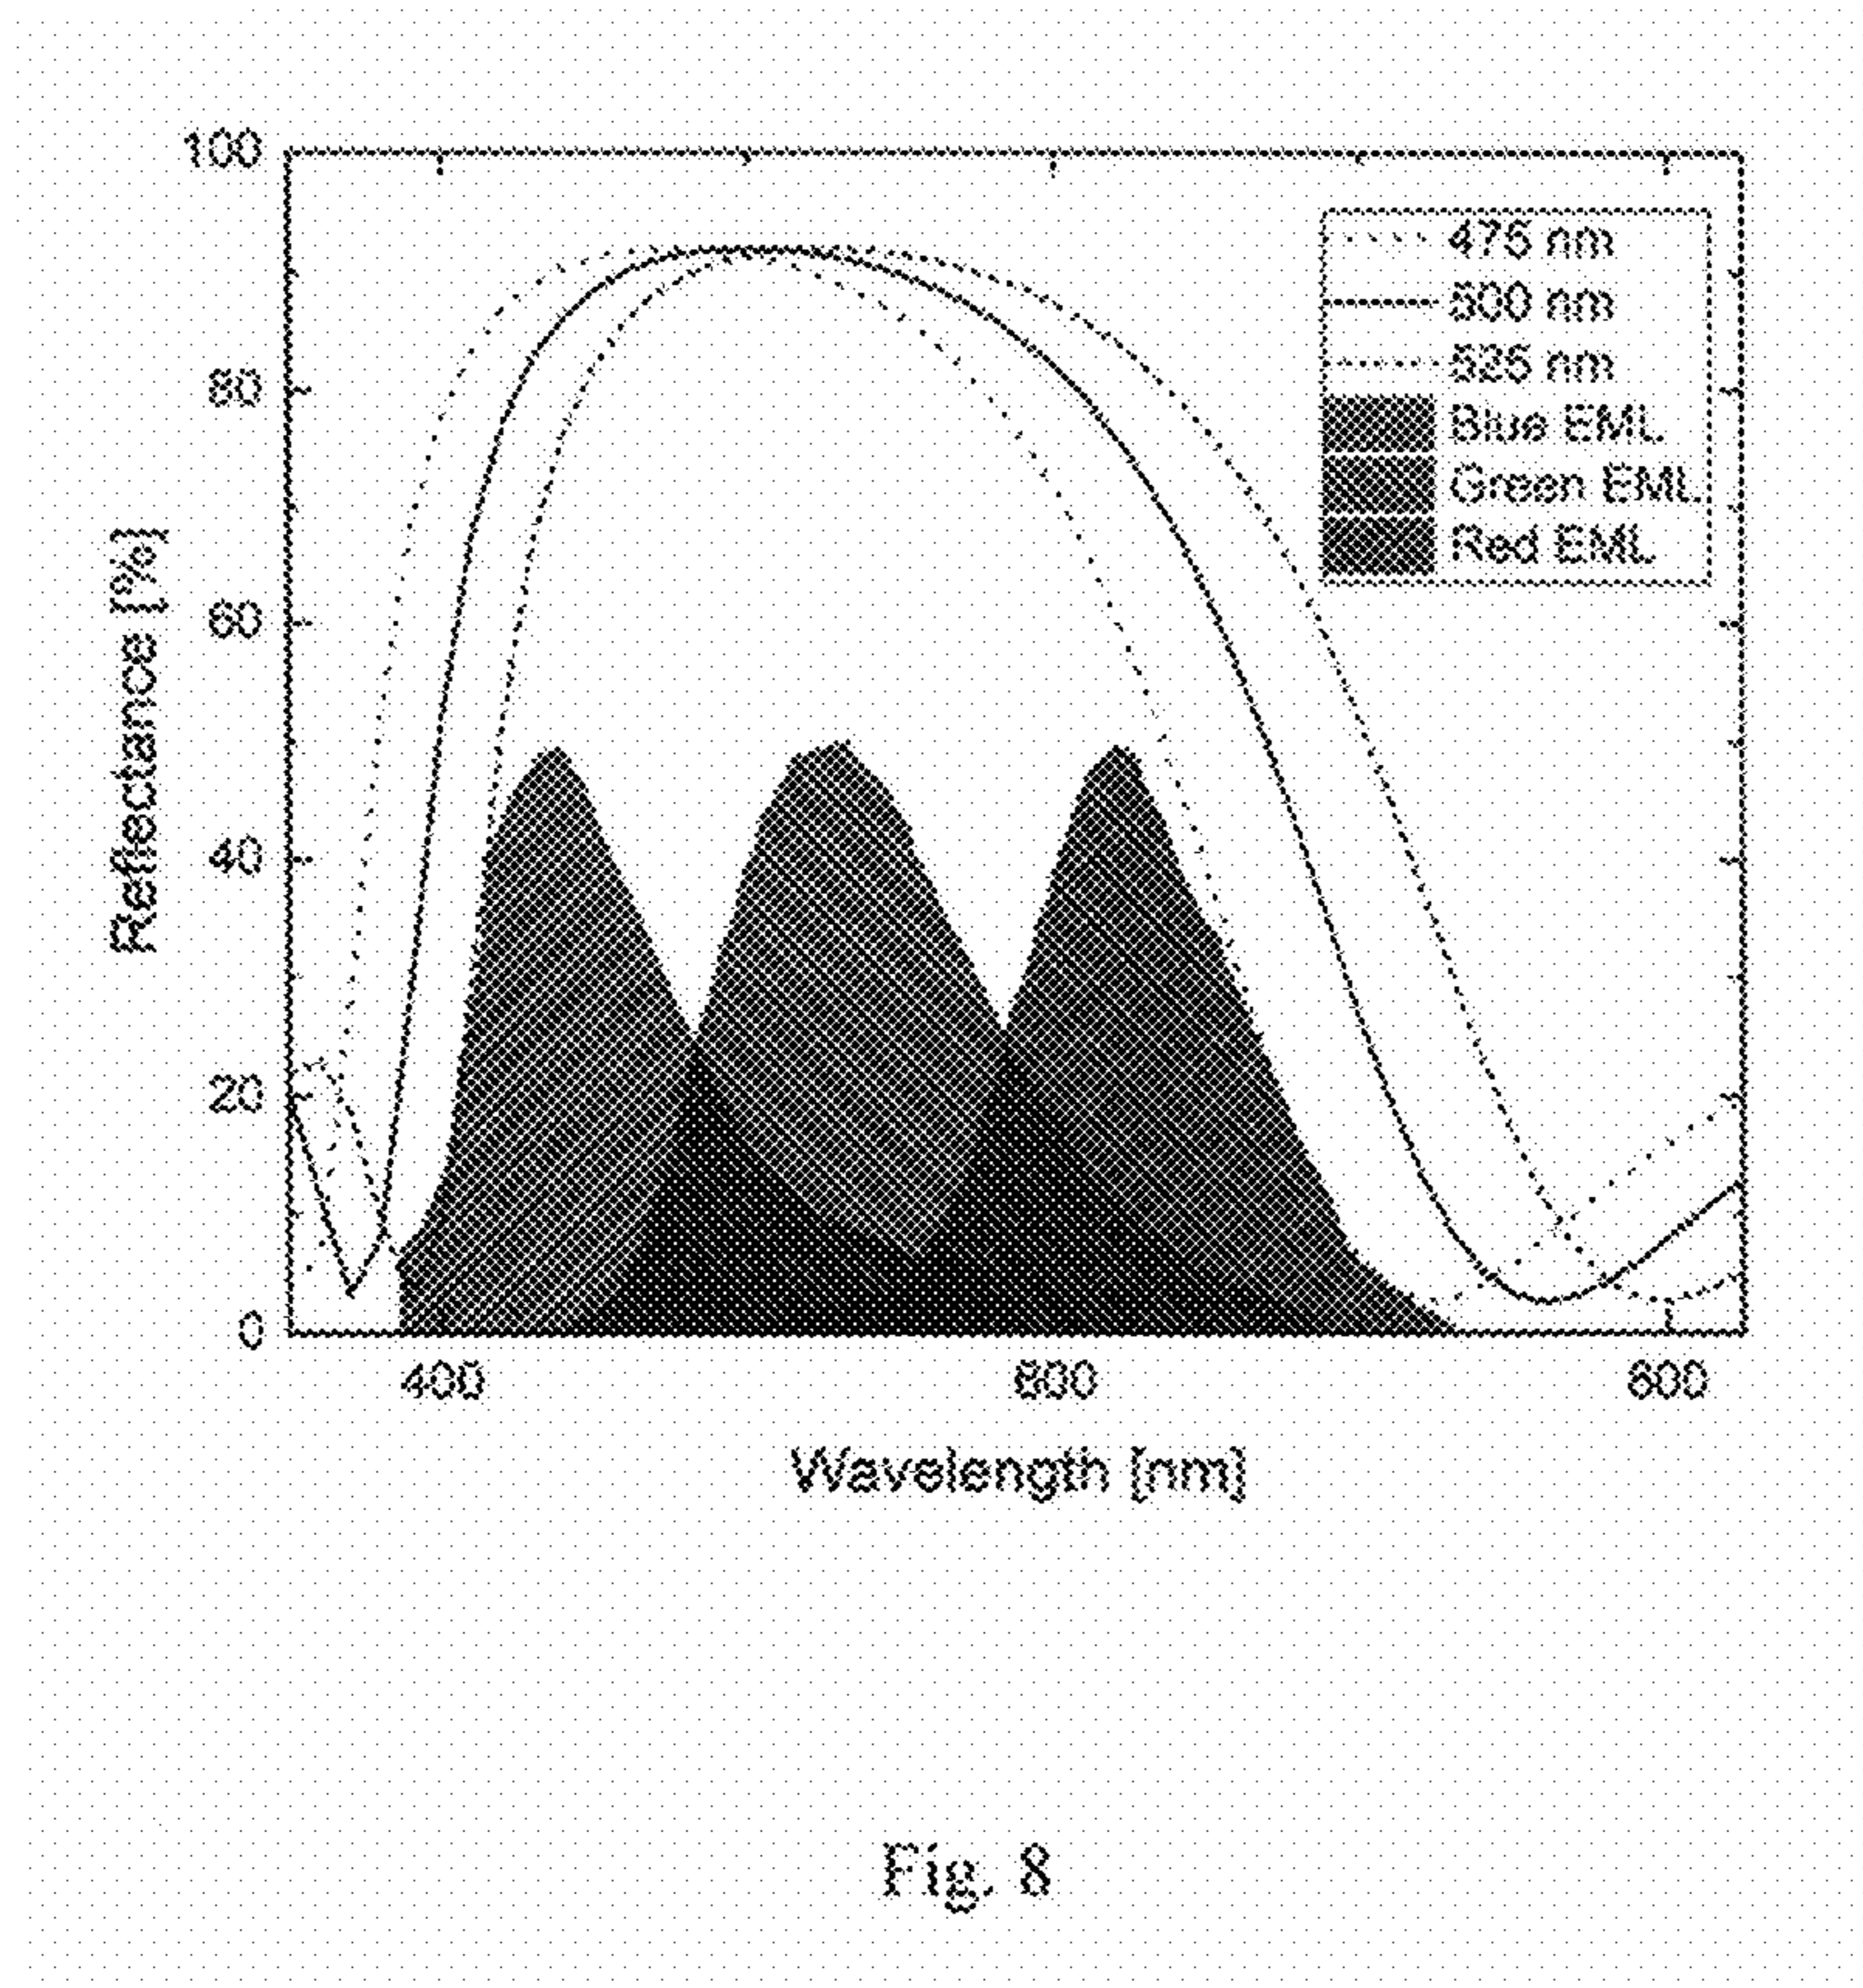 100
80
60
40
20
0
Reflectance [%]
475 nm
500 nm
525 nm
Blue EML
Green EML
Red EML
400 600 800
Wavelength [nm]
Fig. 8